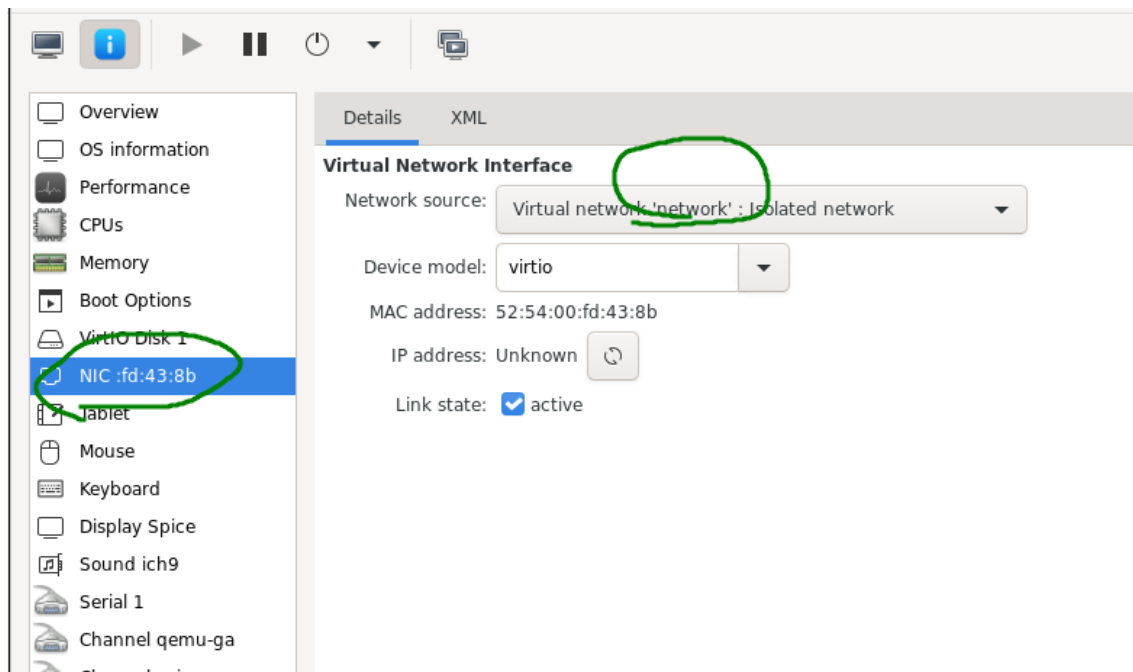 Overview
OS information
Performance
CPUs
Memory
Boot Options
VirtIO Disk 1
NIC :fd:43:8b
Tablet
Mouse
Keyboard
Display Spice
Sound ich9
Serial 1
Channel qemu-ga
Details XML
Virtual Network Interface
Network source: Virtual network 'network' : Isolated network
Device model: virtio
MAC address: 52:54:00:fd:43:8b
IP address: Unknown
Link state: active